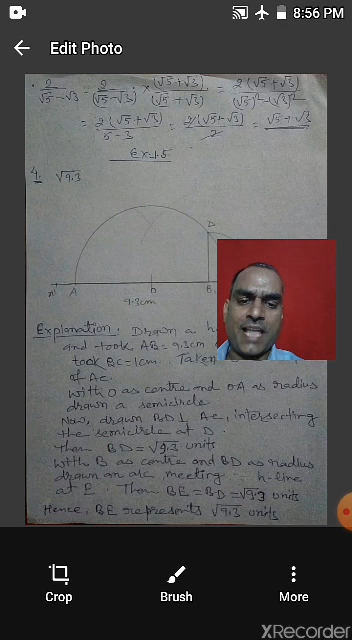 8:56 PM
Edit Photo
2/(√5-√3) = 2/(√5-√3) × (√5+√3)/(√5+√3) = 2(√5+√3)/((√5)²-(√3)²)
= 2(√5+√3)/(5-3) = 2(√5+√3)/2 = √5+√3
Ex-1.5
4. √9.3
D
A O B
9.3cm
Explanation. Drawn a h
and took AB = 9.3cm
took BC = 1cm. Taken
of AC.
With O as centre and OA as radius
drawn a semicircle.
Now, drawn BD ⊥ AC, intersecting
the semicircle at D.
Then BD = √9.3 units
With B as centre and BD as radius
drawn an arc meeting h-line
at E. Then BE = BD = √9.3 units
Hence, BE represents √9.3 units
Crop Brush More
XRecorder